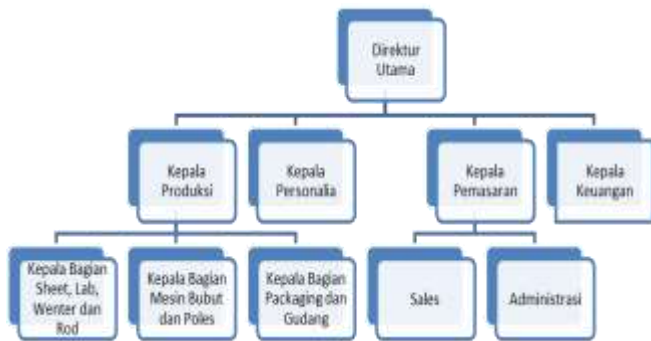 Direktur
Utama
Kepala
Produksi
Kepala
Personalia
Kepala
Pemasaran
Kepala
Keuangan
Kepala Bagian
Sheet, Lab,
Wenter dan
Rod
Kepala Bagian
Mesin Bubut
dan Poles
Kepala Bagian
Packaging dan
Gudang
Sales
Administrasi